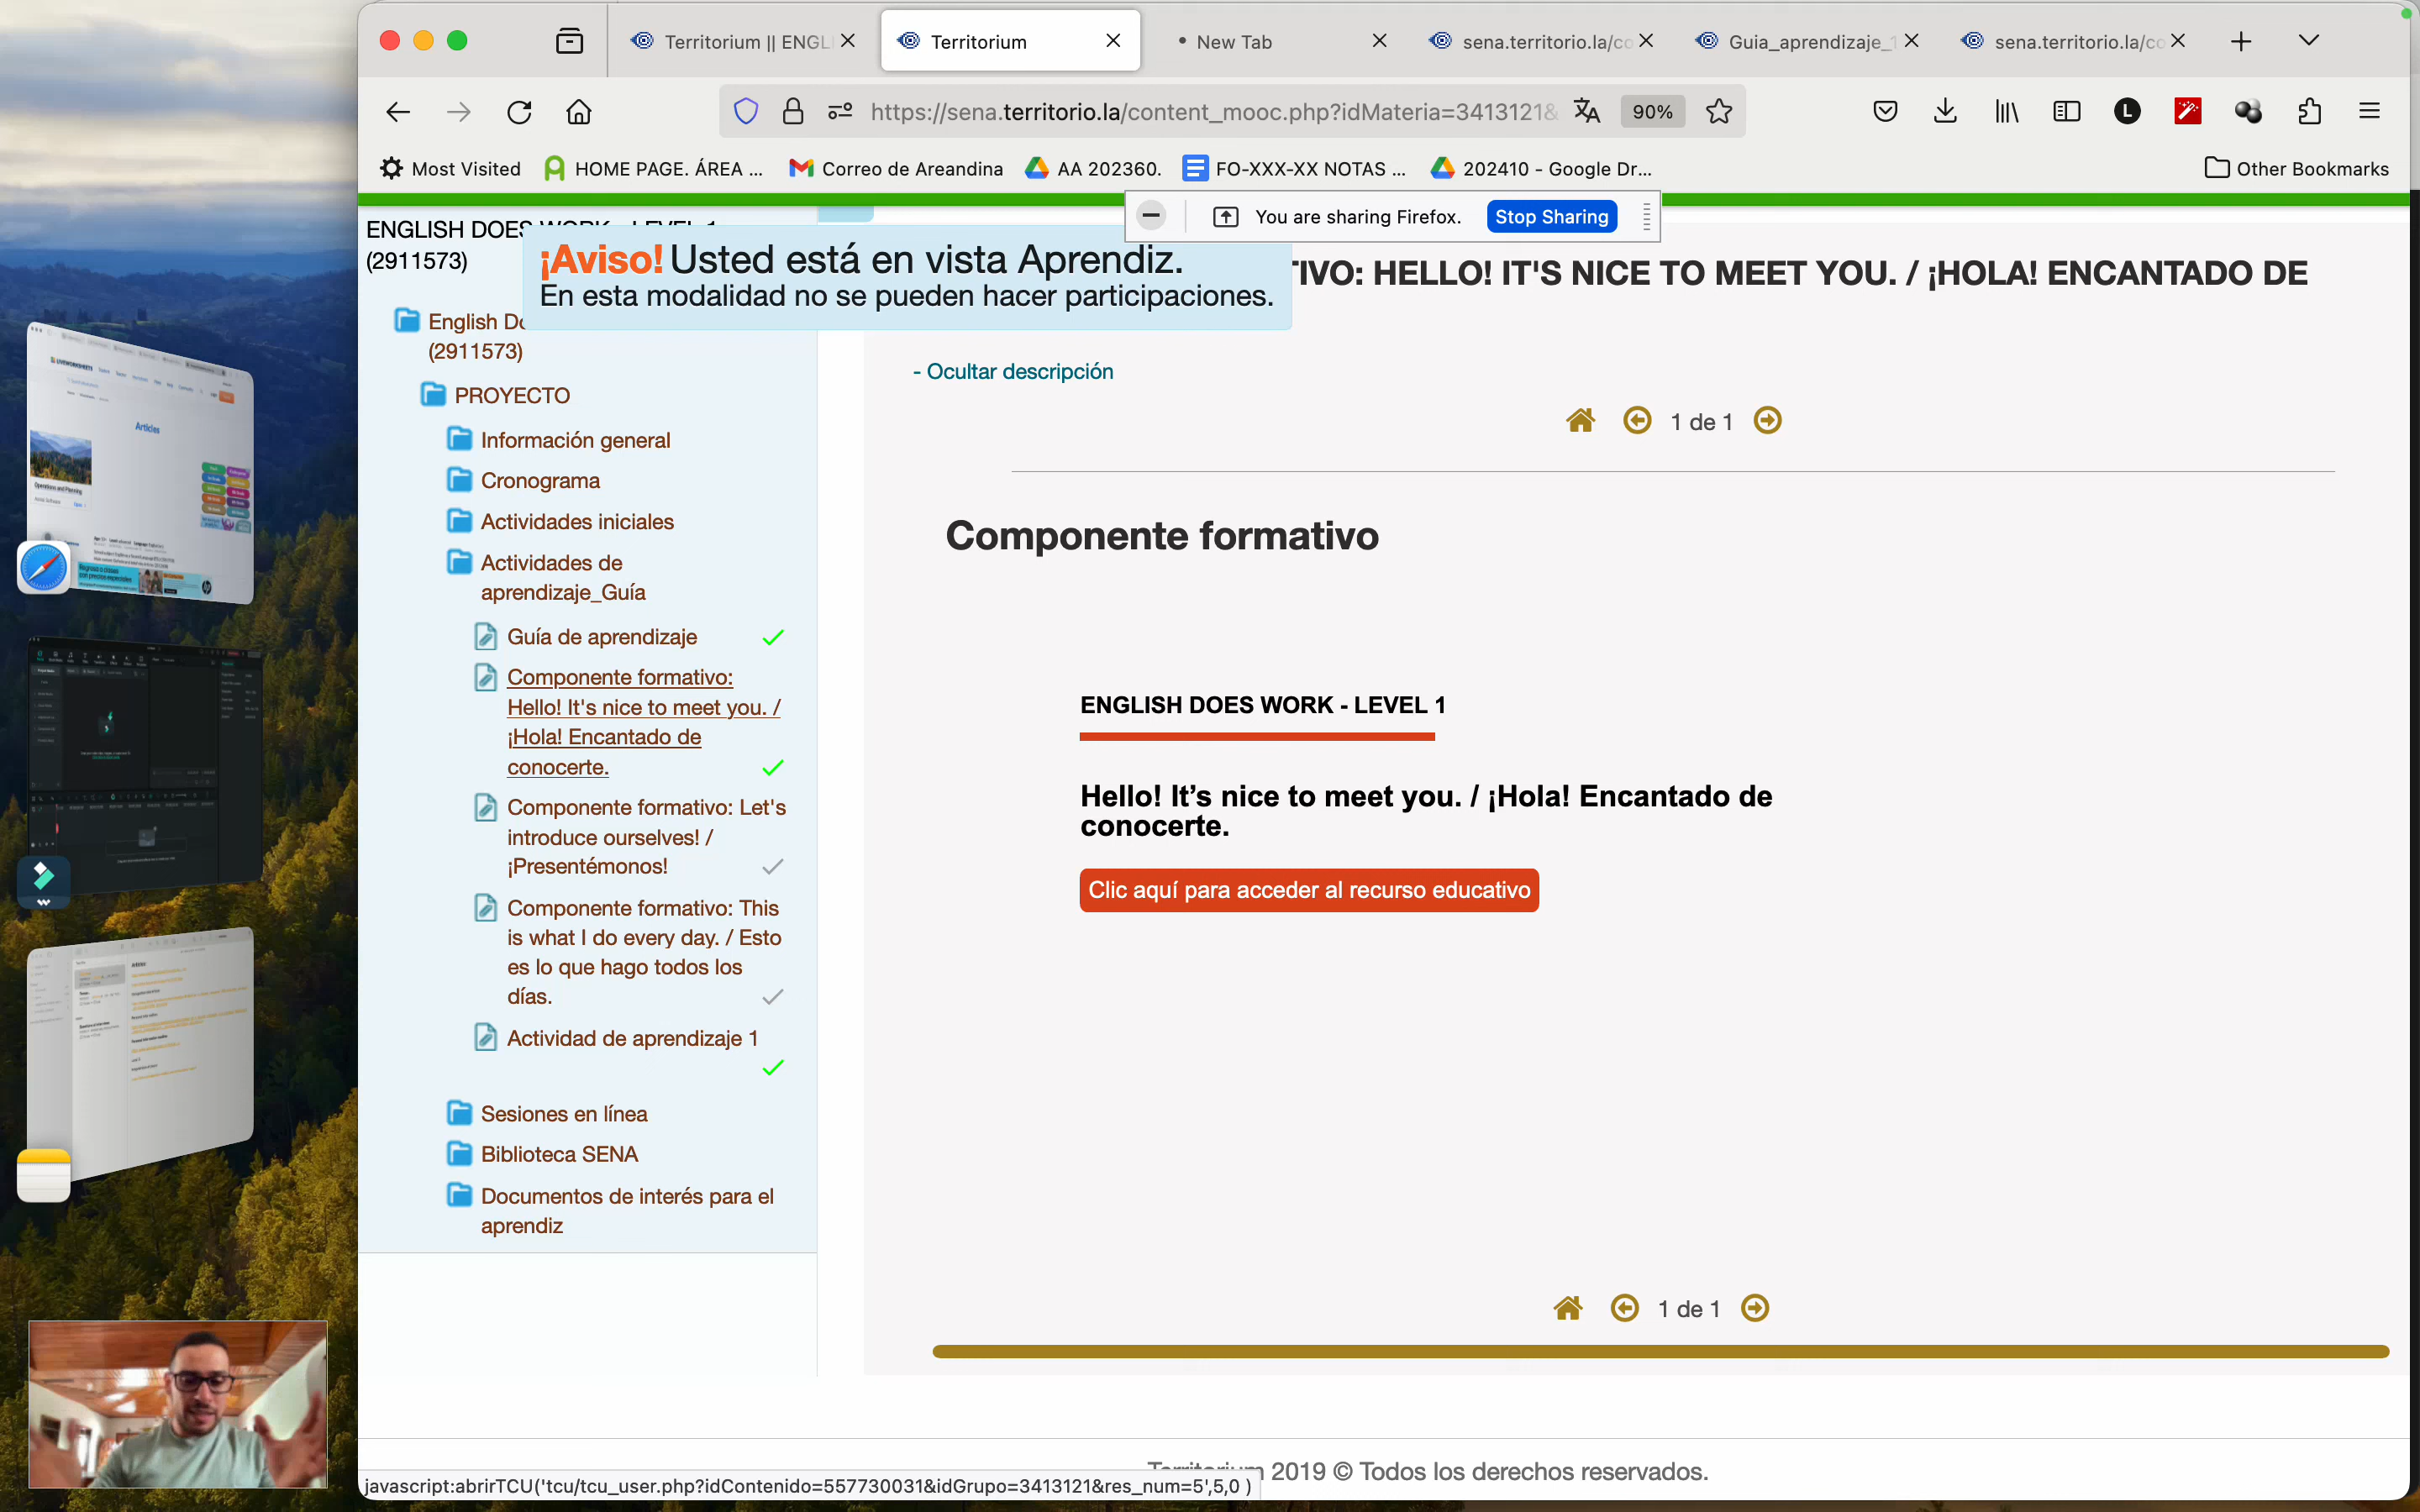 Territorium || ENGLI
Territorium
New Tab
sena.territorio.la/co
Guia_aprendizaje_1
sena.territorio.la/co
https://sena.territorio.la/content_mooc.php?idMateria=3413121&
90%
Most Visited
HOME PAGE. ÁREA ...
Correo de Areandina
AA 202360.
FO-XXX-XX NOTAS ...
202410 - Google Dr...
Other Bookmarks
You are sharing Firefox.
Stop Sharing
ENGLISH DOES WORK - LEVEL 1
(2911573)
¡Aviso! Usted está en vista Aprendiz.
En esta modalidad no se pueden hacer participaciones.
TIVO: HELLO! IT'S NICE TO MEET YOU. / ¡HOLA! ENCANTADO DE
English Do
(2911573)
PROYECTO
Información general
Cronograma
Actividades iniciales
Actividades de
aprendizaje_Guía
Guía de aprendizaje
Componente formativo:
Hello! It's nice to meet you. /
¡Hola! Encantado de
conocerte.
Componente formativo: Let's
introduce ourselves! /
¡Presentémonos!
Componente formativo: This
is what I do every day. / Esto
es lo que hago todos los
días.
Actividad de aprendizaje 1
Sesiones en línea
Biblioteca SENA
Documentos de interés para el
aprendiz
- Ocultar descripción
1 de 1
Componente formativo
ENGLISH DOES WORK - LEVEL 1
Hello! It’s nice to meet you. / ¡Hola! Encantado de
conocerte.
Clic aquí para acceder al recurso educativo
1 de 1
Territorium 2019 © Todos los derechos reservados.
javascript:abrirTCU('tcu/tcu_user.php?idContenido=557730031&idGrupo=3413121&res_num=5',5,0 )
Articles